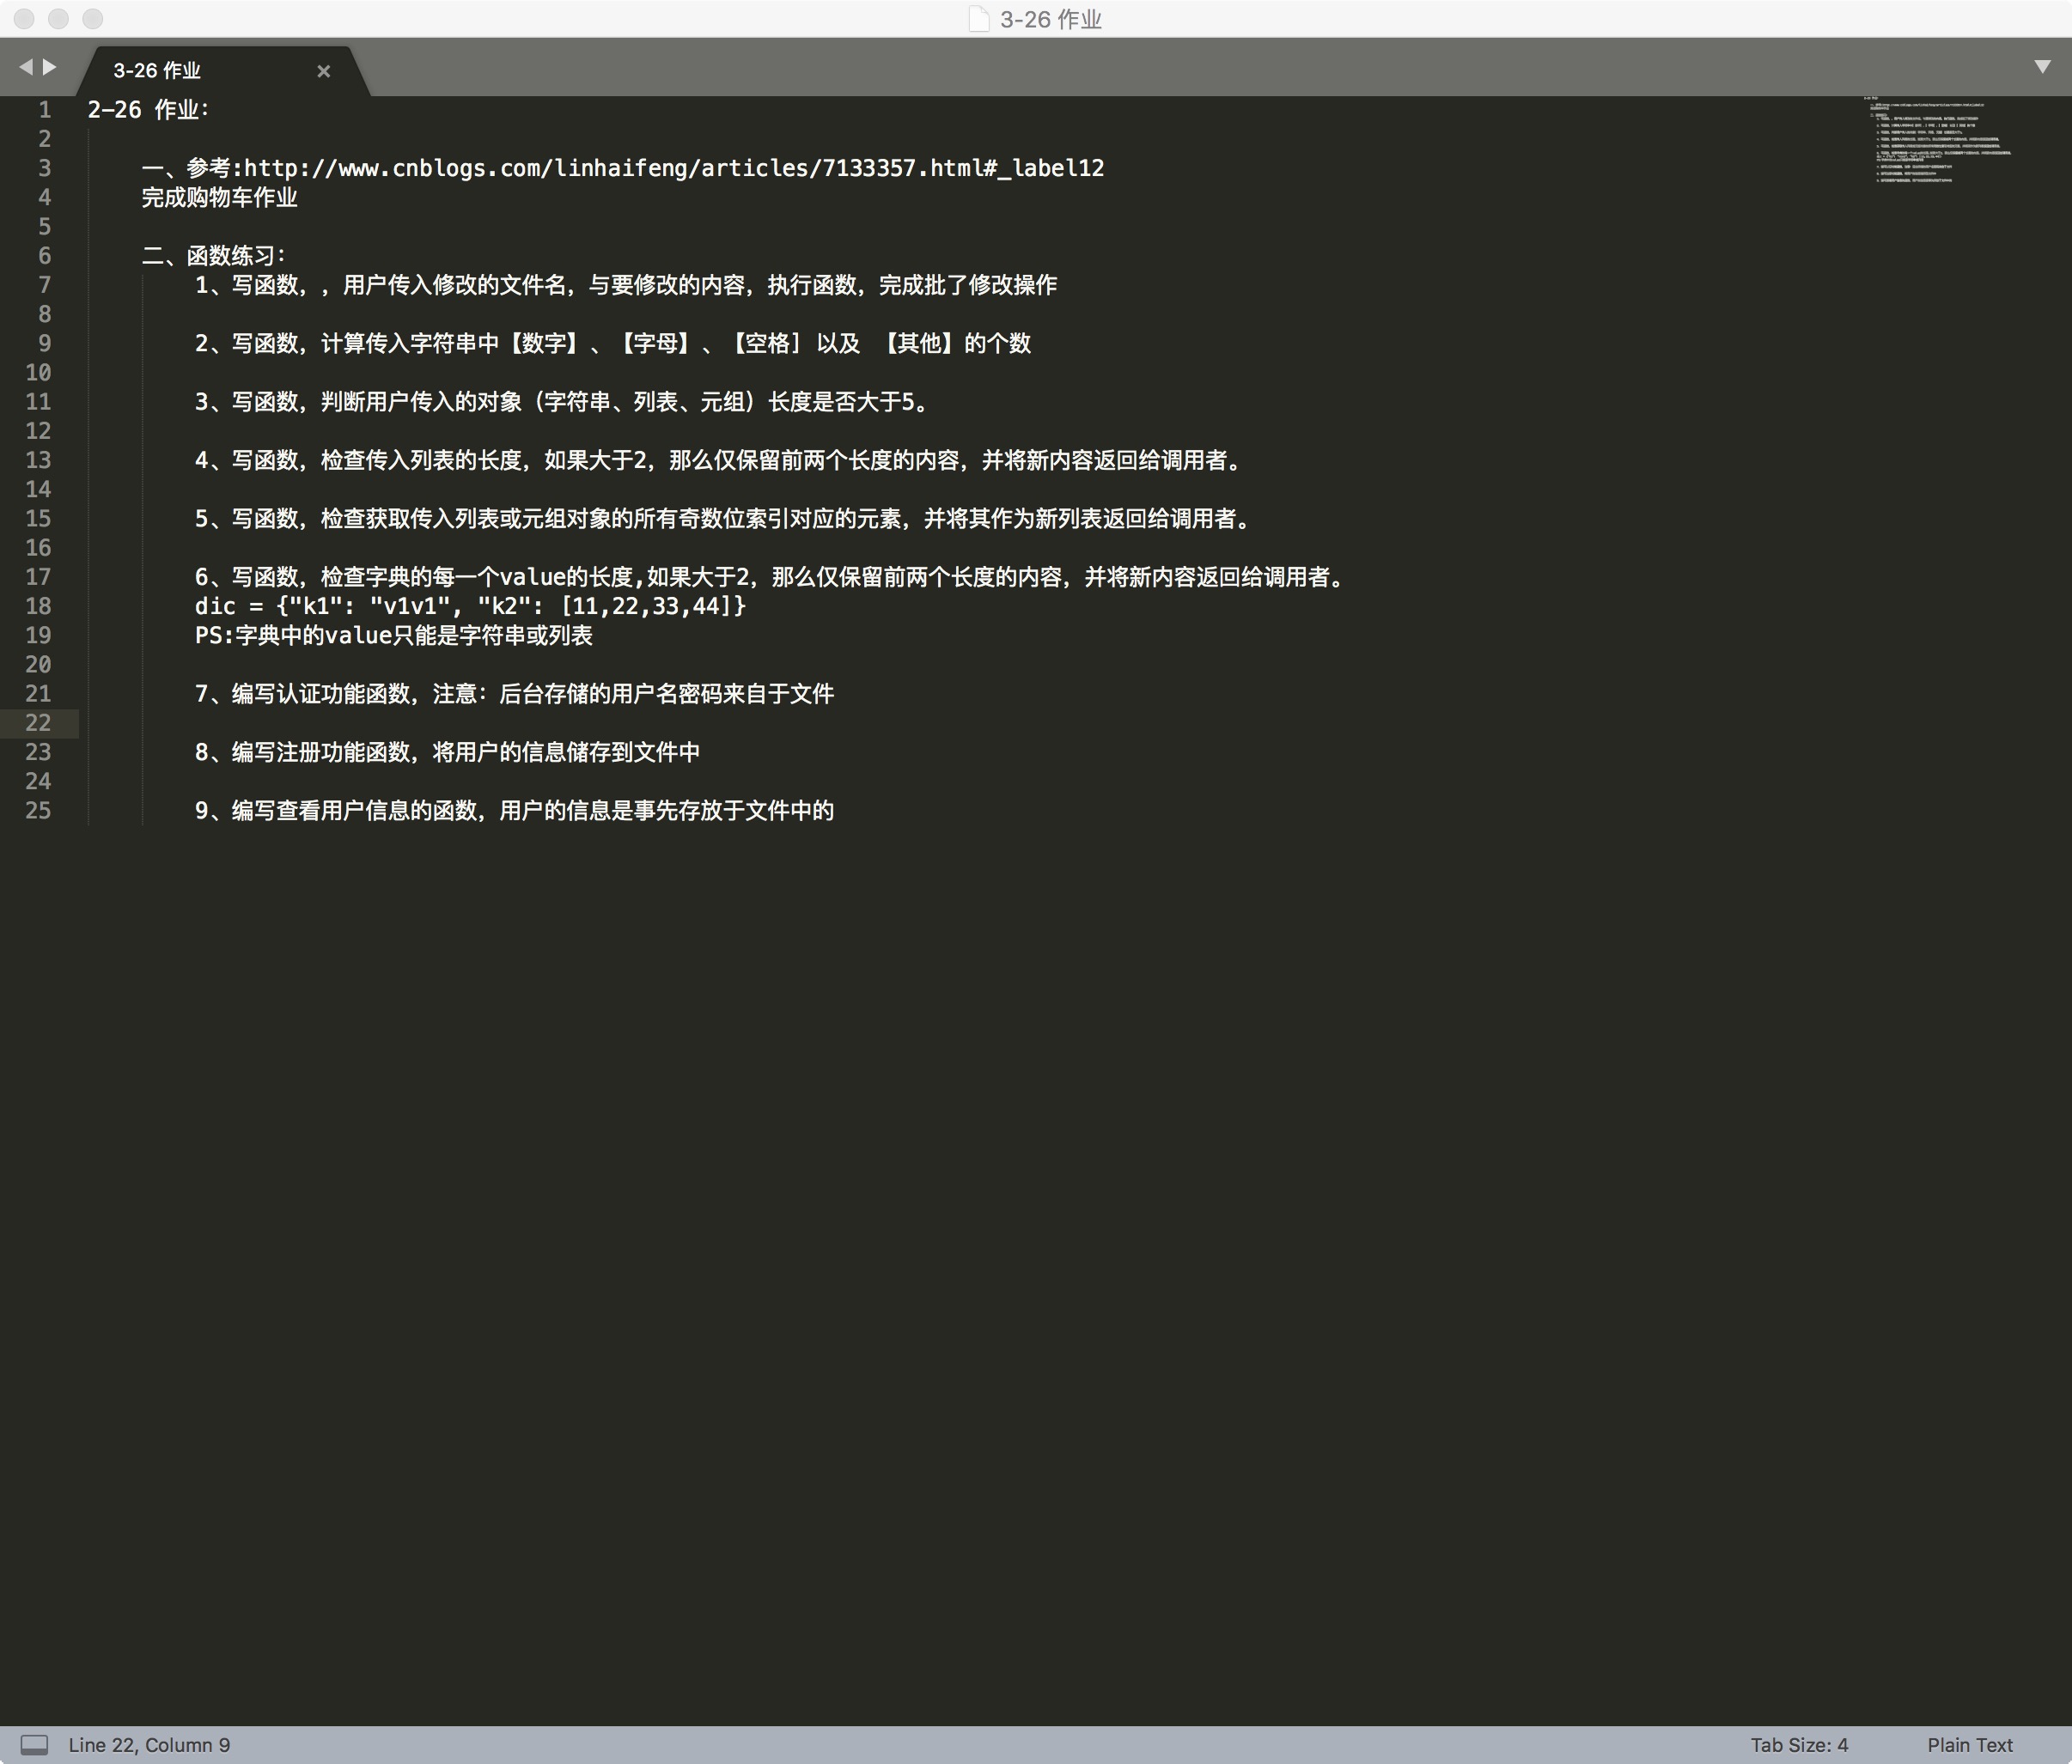 3-26 作业
3-26 作业
1 2-26 作业：
2
3 一、参考:http://www.cnblogs.com/linhaifeng/articles/7133357.html#_label12
4 完成购物车作业
5
6 二、函数练习：
7 1、写函数，，用户传入修改的文件名，与要修改的内容，执行函数，完成批了修改操作
8
9 2、写函数，计算传入字符串中【数字】、【字母】、【空格] 以及 【其他】的个数
10
11 3、写函数，判断用户传入的对象（字符串、列表、元组）长度是否大于5。
12
13 4、写函数，检查传入列表的长度，如果大于2，那么仅保留前两个长度的内容，并将新内容返回给调用者。
14
15 5、写函数，检查获取传入列表或元组对象的所有奇数位索引对应的元素，并将其作为新列表返回给调用者。
16
17 6、写函数，检查字典的每一个value的长度,如果大于2，那么仅保留前两个长度的内容，并将新内容返回给调用者。
18 dic = {"k1": "v1v1", "k2": [11,22,33,44]}
19 PS:字典中的value只能是字符串或列表
20
21 7、编写认证功能函数，注意：后台存储的用户名密码来自于文件
22
23 8、编写注册功能函数，将用户的信息储存到文件中
24
25 9、编写查看用户信息的函数，用户的信息是事先存放于文件中的
Line 22, Column 9
Tab Size: 4
Plain Text